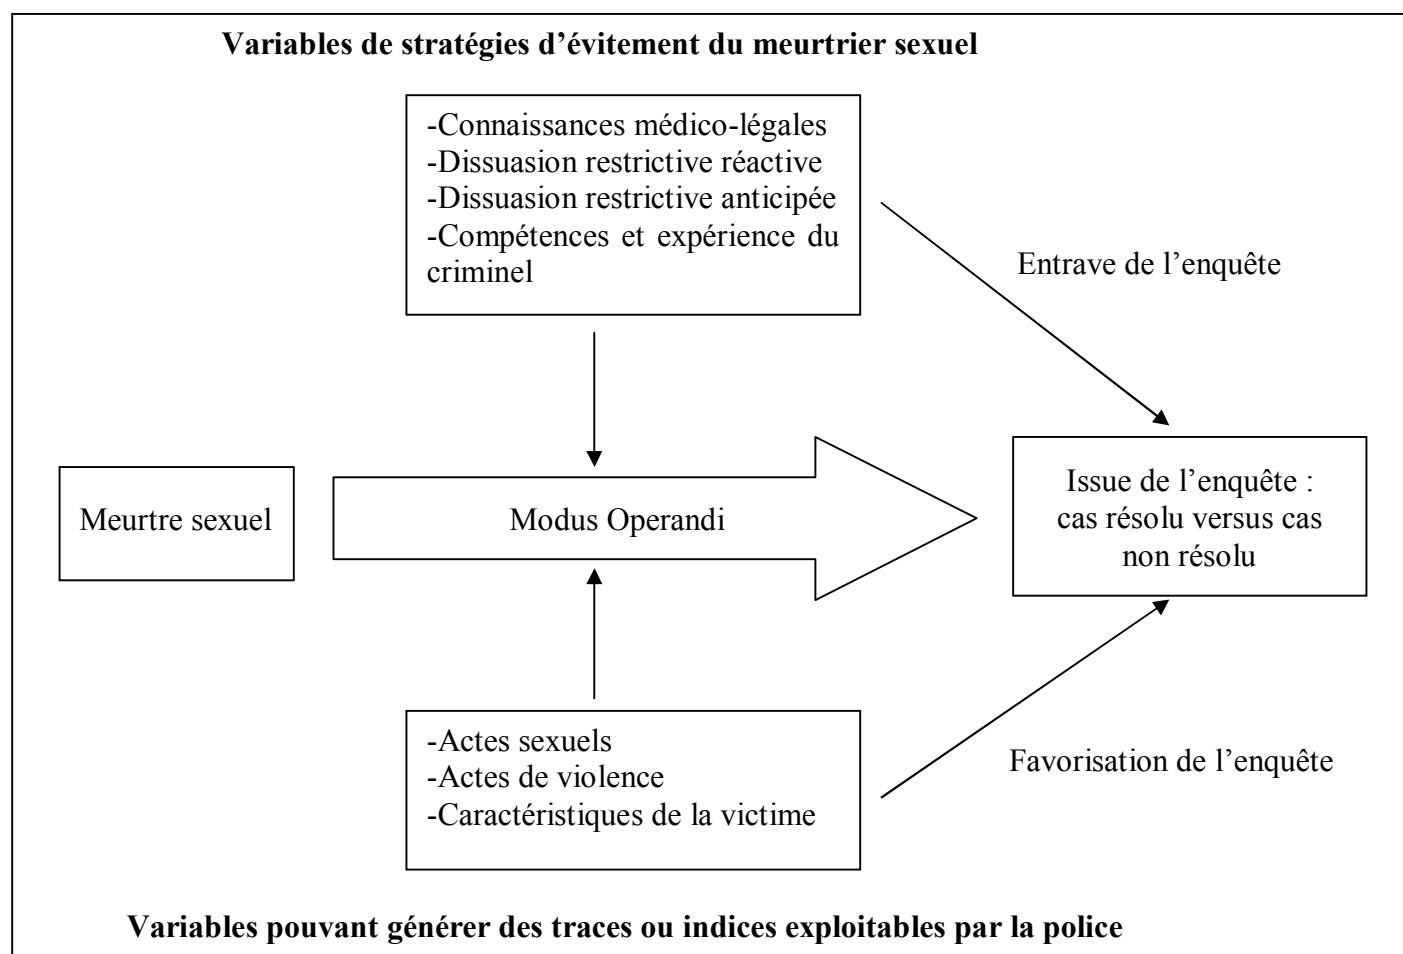 Variables de stratégies d’évitement du meurtrier sexuel
-Connaissances médico-légales
-Dissuasion restrictive réactive
-Dissuasion restrictive anticipée
-Compétences et expérience du
criminel
Entrave de l’enquête
Meurtre sexuel
Modus Operandi
Issue de l’enquête :
cas résolu versus cas
non résolu
-Actes sexuels
-Actes de violence
-Caractéristiques de la victime
Favorisation de l’enquête
Variables pouvant générer des traces ou indices exploitables par la police